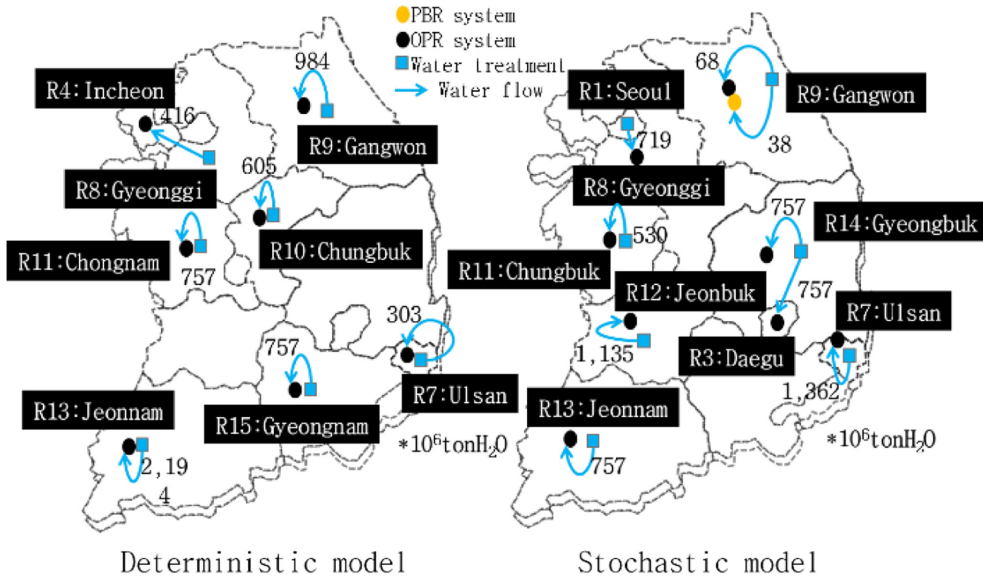 PBR system
OPR system
Water treatment
Water flow
984
R4:Incheon
416
R9:Gangwon
605
R8:Gyeonggi
R10:Chungbuk
R11:Chongnam
757
303
757
R7:Ulsan
R13:Jeonnam
R15:Gyeongnam
*10⁶tonH₂O
2,19
4
Deterministic model
68
R1:Seoul
R9:Gangwon
719
38
R8:Gyeonggi
757
R14:Gyeongbuk
530
R11:Chungbuk
R12:Jeonbuk
757
R7:Ulsan
1,135
R3:Daegu
1,362
R13:Jeonnam
*10⁶tonH₂O
757
Stochastic model